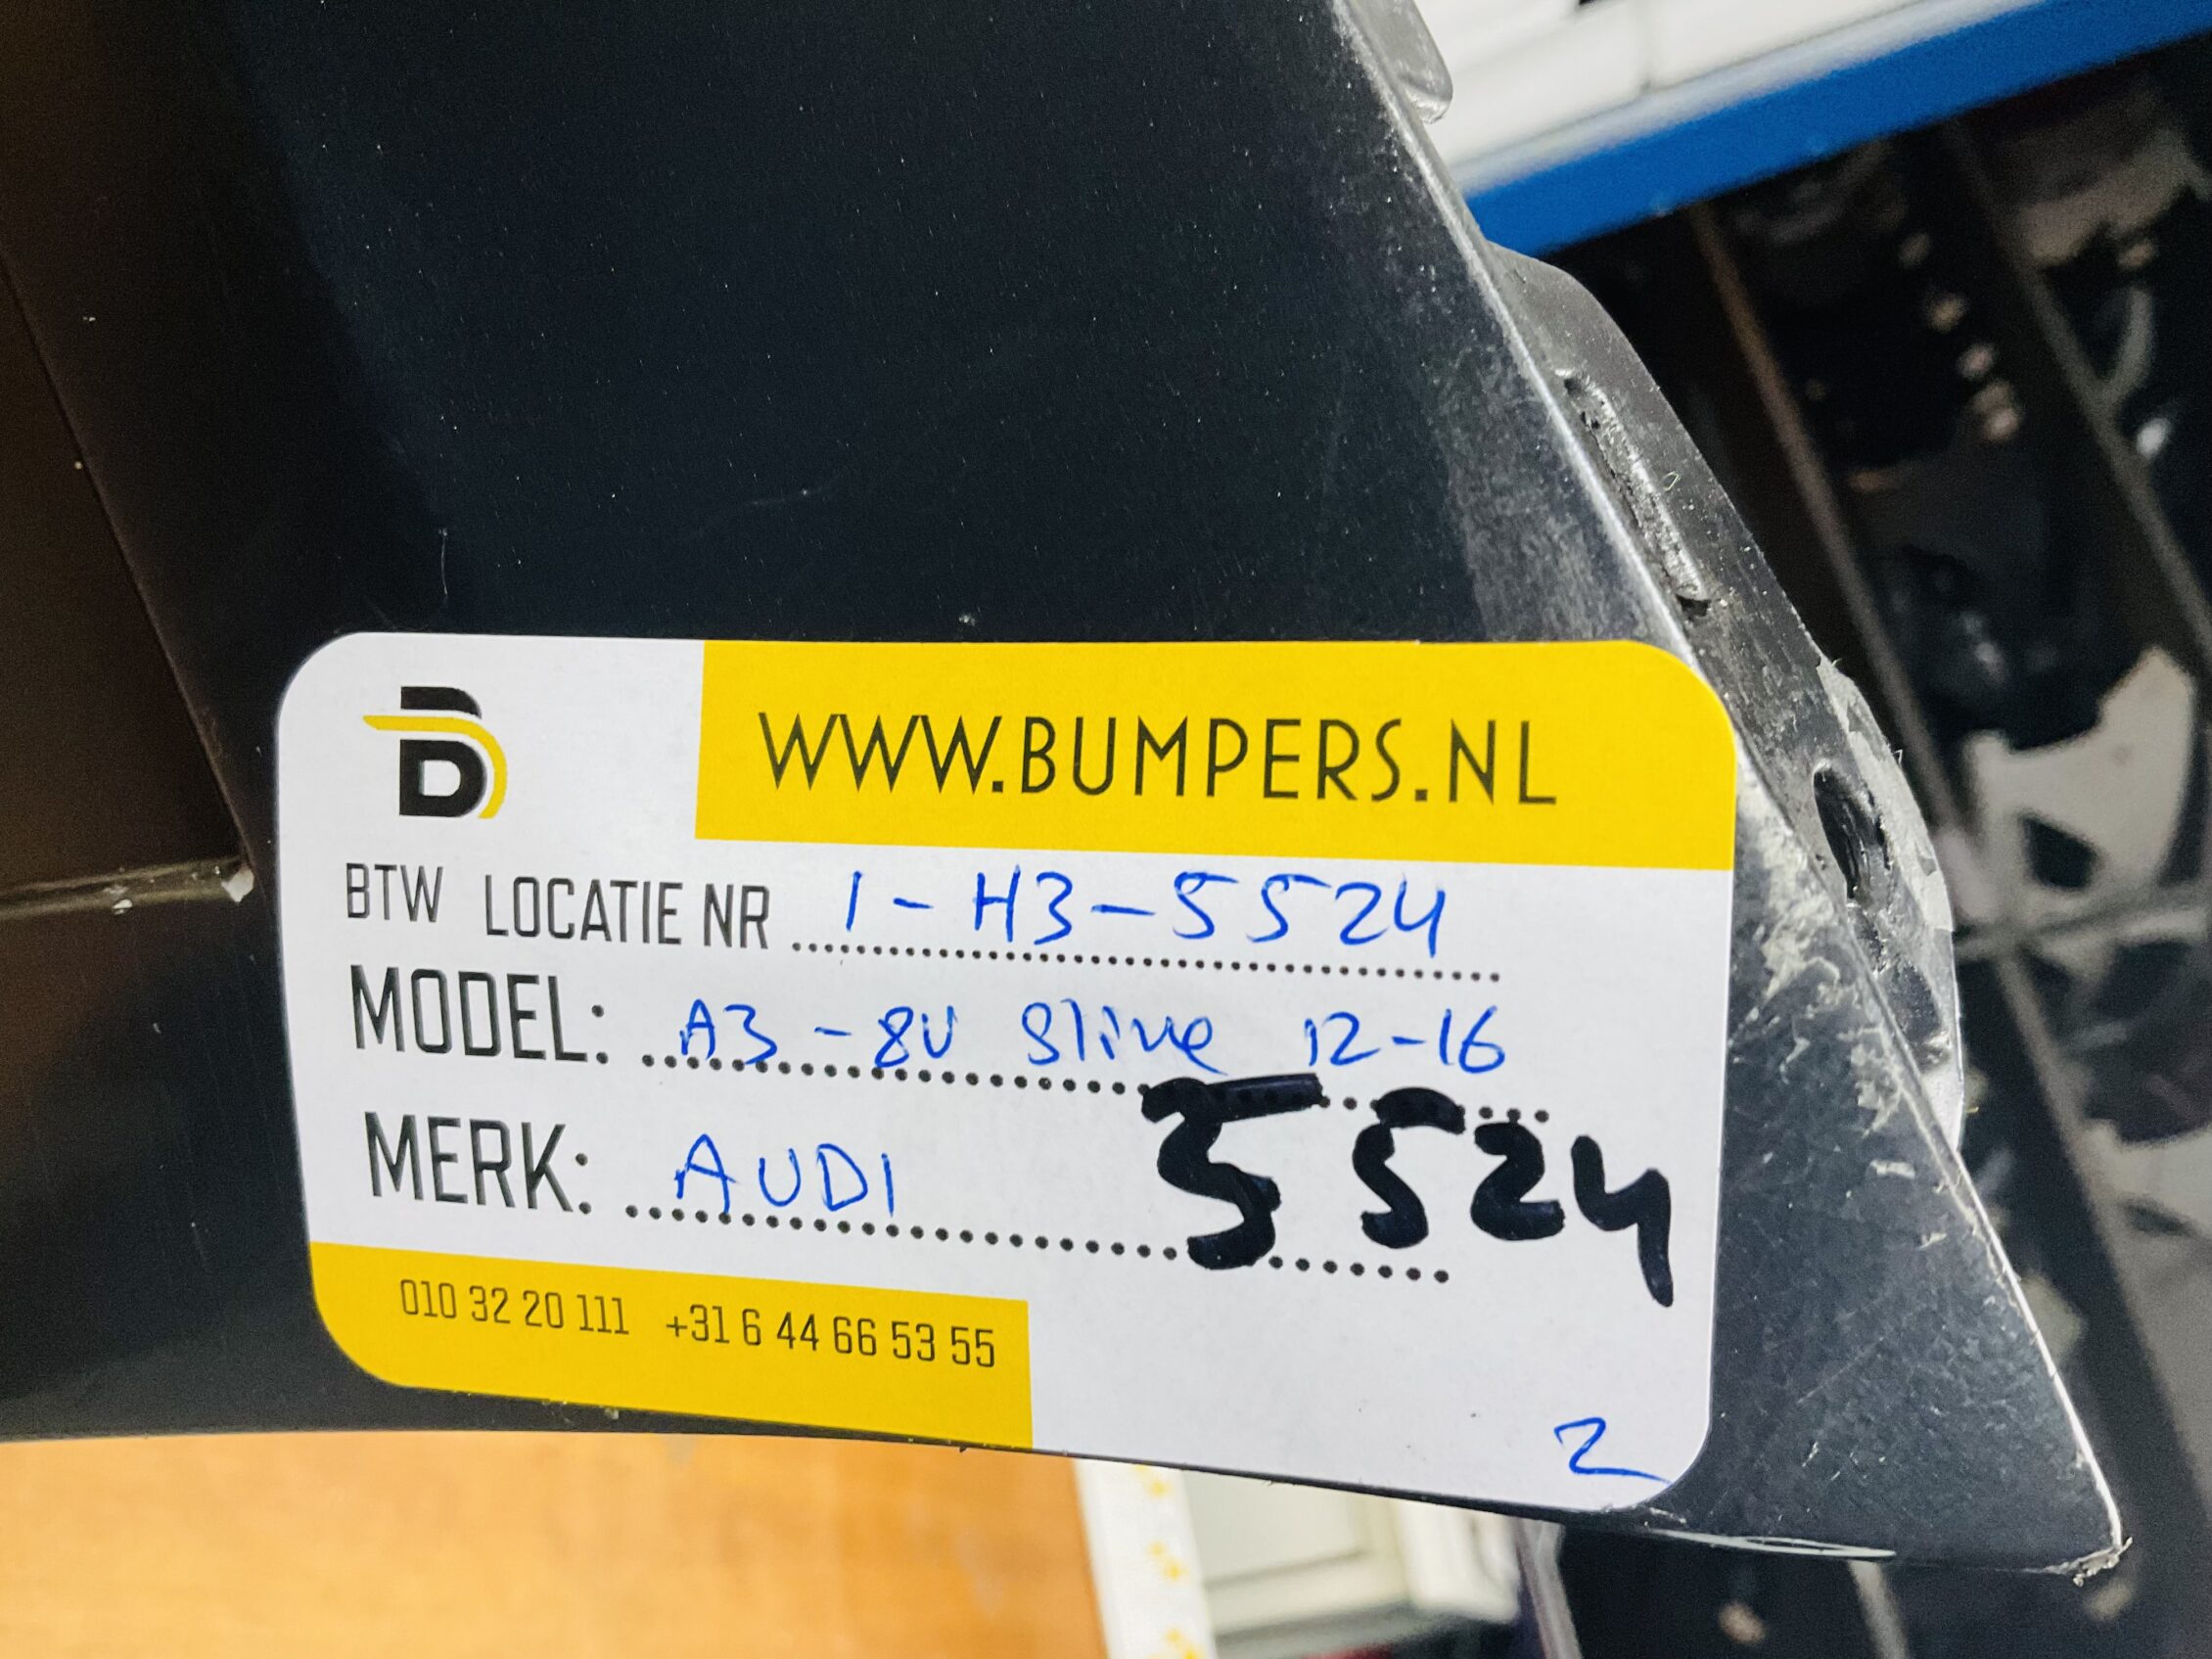 B WWW.BUMPERS.NL
BTW LOCATIE NR 1-H3-5524
MODEL: A3-8V Sline 12-16
MERK: AUDI 5524
010 32 20 111 +31 6 44 66 53 55
2